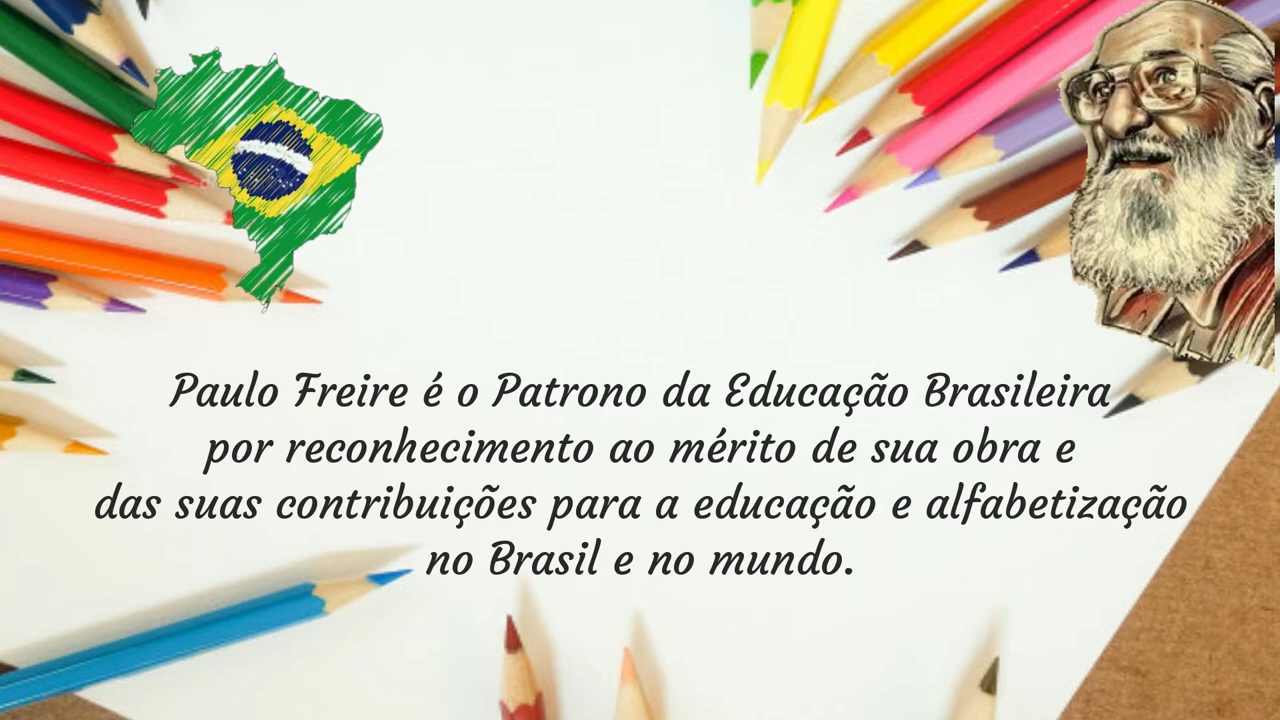 Paulo Freire é o Patrono da Educação Brasileira
por reconhecimento ao mérito de sua obra e
das suas contribuições para a educação e alfabetização
no Brasil e no mundo.